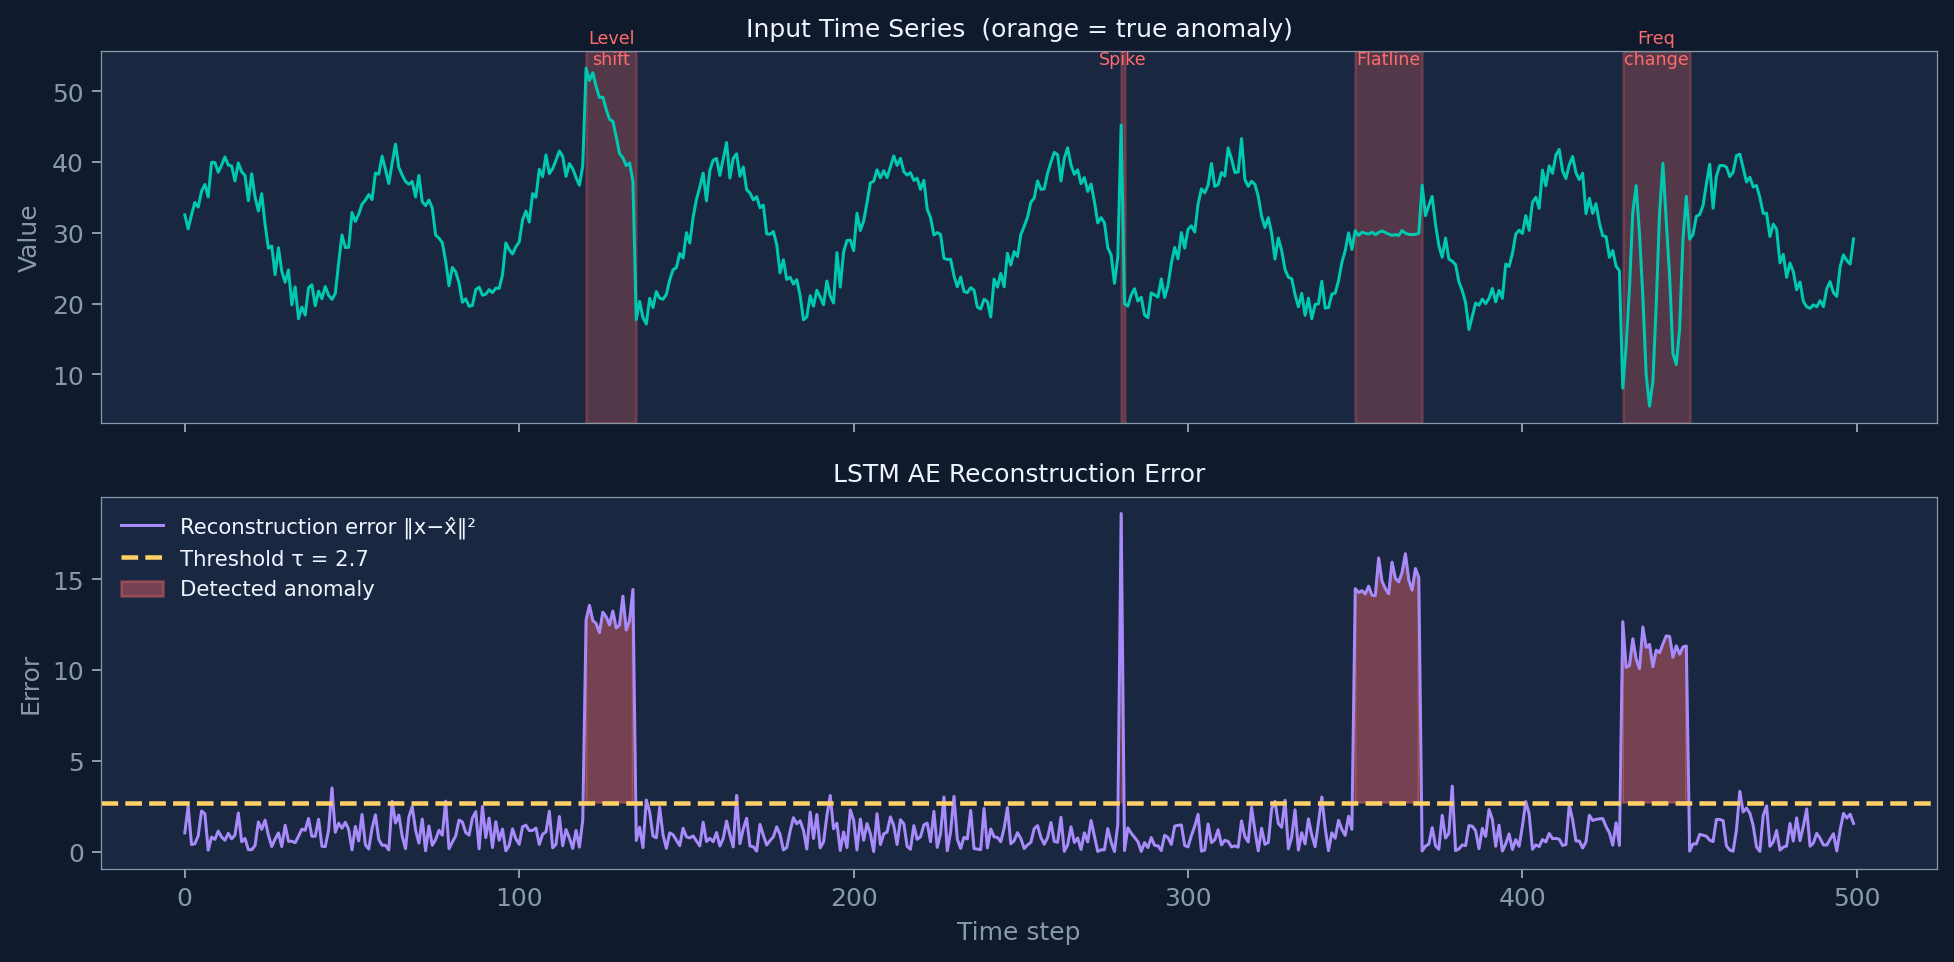 Input Time Series  (orange = true anomaly)
Level
shift
Spike
Flatline
Freq
change
Value
50
40
30
20
10
LSTM AE Reconstruction Error
Reconstruction error ‖x−x̂‖²
Threshold τ = 2.7
Detected anomaly
Error
15
10
5
0
0
100
200
300
400
500
Time step